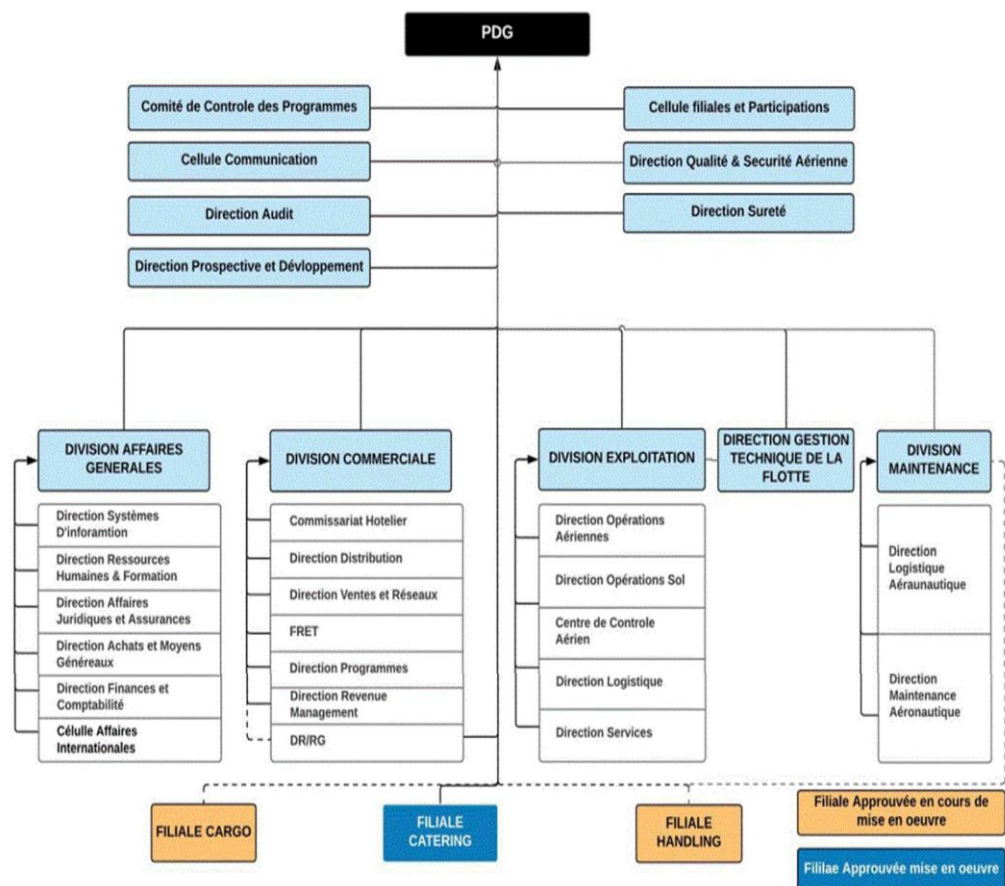 PDG
Comité de Controle des Programmes
Cellule filiales et Participations
Cellule Communication
Direction Qualité & Securité Aérienne
Direction Audit
Direction Sureté
Direction Prospective et Dévloppement
DIVISION AFFAIRES
GENERALES
Direction Systèmes
D'inforamtion
Direction Ressources
Humaines & Formation
Direction Affaires
Juridiques et Assurances
Direction Achats et Moyens
Généreaux
Direction Finances et
Comptabilité
Célulle Affaires
Internationales
DIVISION COMMERCIALE
Commissariat Hotelier
Direction Distribution
Direction Ventes et Réseaux
FRET
Direction Programmes
Direction Revenue
Management
DR/RG
DIVISION EXPLOITATION
Direction Opérations
Aériennes
Direction Opérations Sol
Centre de Controle
Aérien
Direction Logistique
Direction Services
DIRECTION GESTION
TECHNIQUE DE LA
FLOTTE
DIVISION
MAINTENANCE
Direction
Logistique
Aéraunautique
Direction
Maintenance
Aéronautique
FILIALE CARGO
FILIALE
CATERING
FILIALE
HANDLING
Filiale Approuvée en cours de
mise en oeuvre
Fililae Approuvée mise en oeuvre